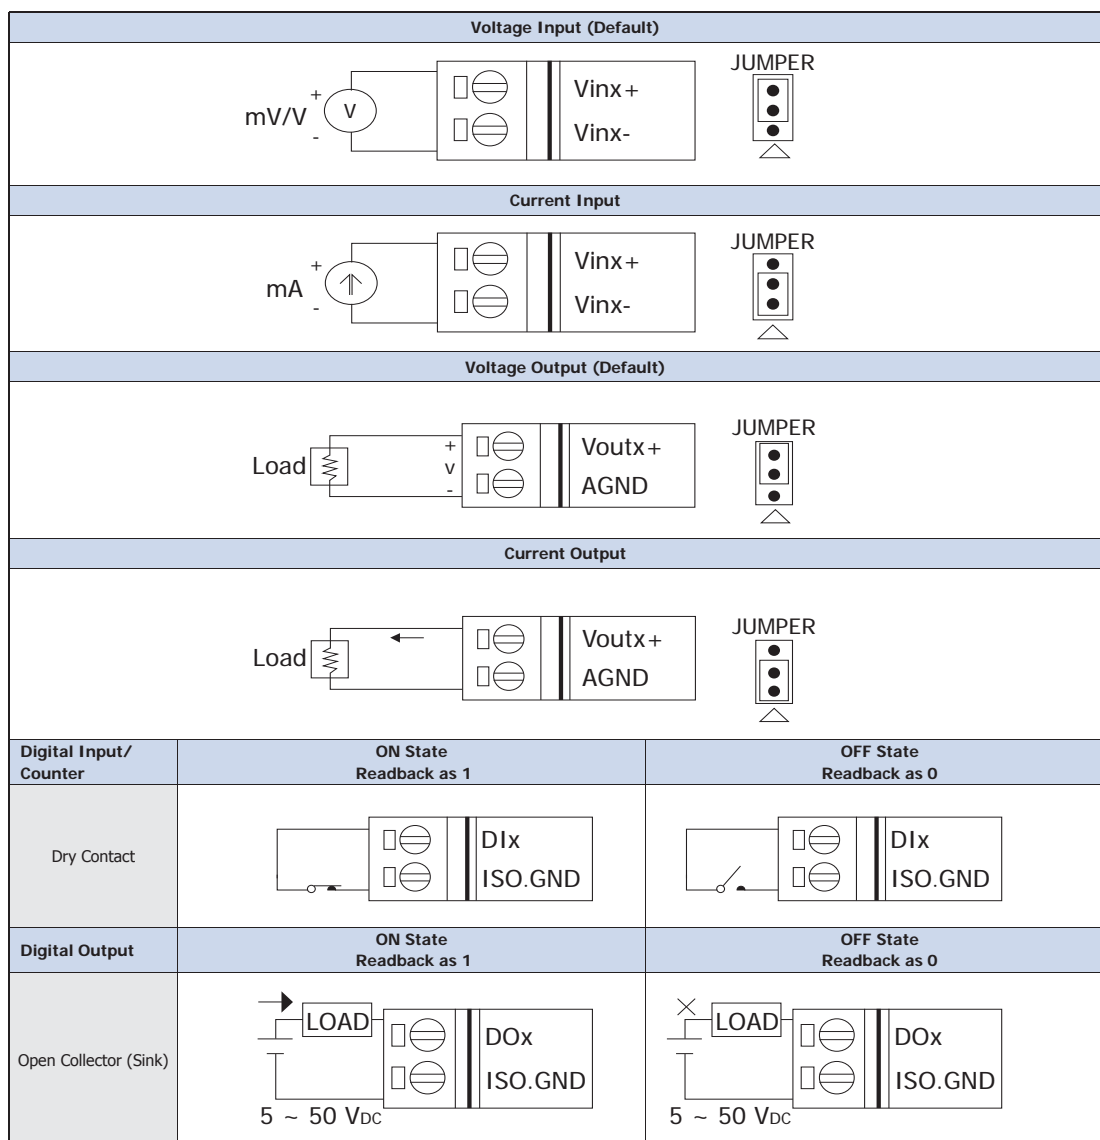 Voltage Input (Default)
JUMPER
+
mV/V
V
-
Vinx+
Vinx-
Current Input
JUMPER
+
mA
-
Vinx+
Vinx-
Voltage Output (Default)
JUMPER
Load
+
v
-
Voutx+
AGND
Current Output
JUMPER
Load
Voutx+
AGND
Digital Input/
Counter
ON State
Readback as 1
OFF State
Readback as 0
Dry Contact
DIx
ISO.GND
DIx
ISO.GND
Digital Output
ON State
Readback as 1
OFF State
Readback as 0
Open Collector (Sink)
LOAD
DOx
ISO.GND
5 ~ 50 VDC
LOAD
DOx
ISO.GND
5 ~ 50 VDC